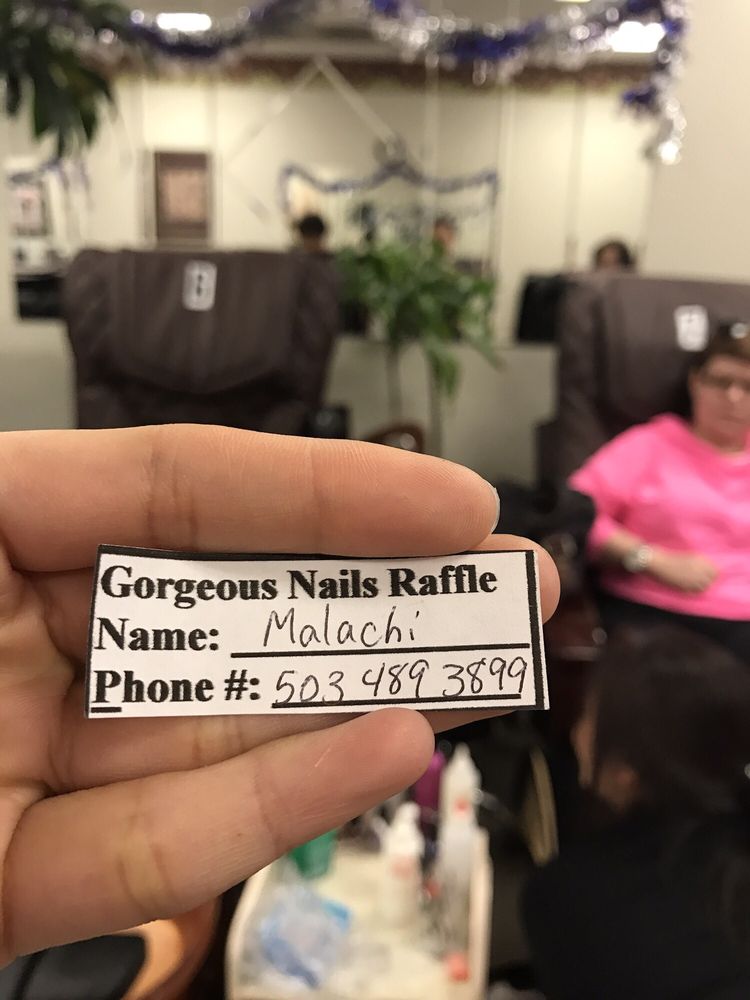 Gorgeous Nails Raffle
Name: Malachi
Phone #: 503 489 3899